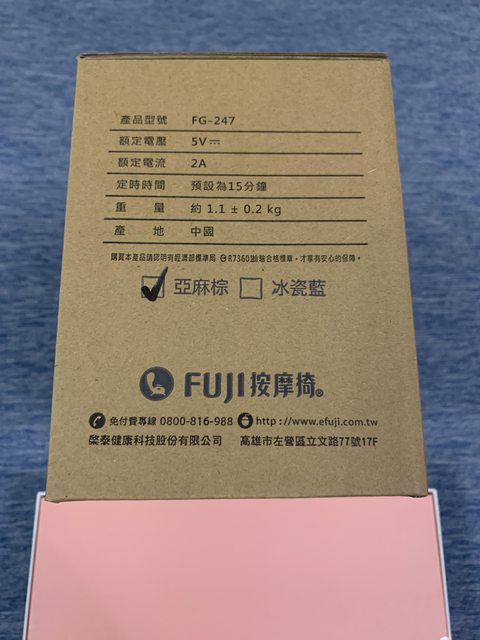 產品型號 FG-247
額定電壓 5V⎓
額定電流 2A
定時時間 預設為15分鐘
重 量 約 1.1 ± 0.2 kg
產 地 中國
購買本產品請認明有經濟部標準局 R73601檢驗合格標章，才享有安心的保障。
亞麻棕 冰瓷藍
FUJI按摩椅®
免付費專線 0800-816-988 http://www.efuji.com.tw
棨泰健康科技股份有限公司 高雄市左營區立文路77號17F